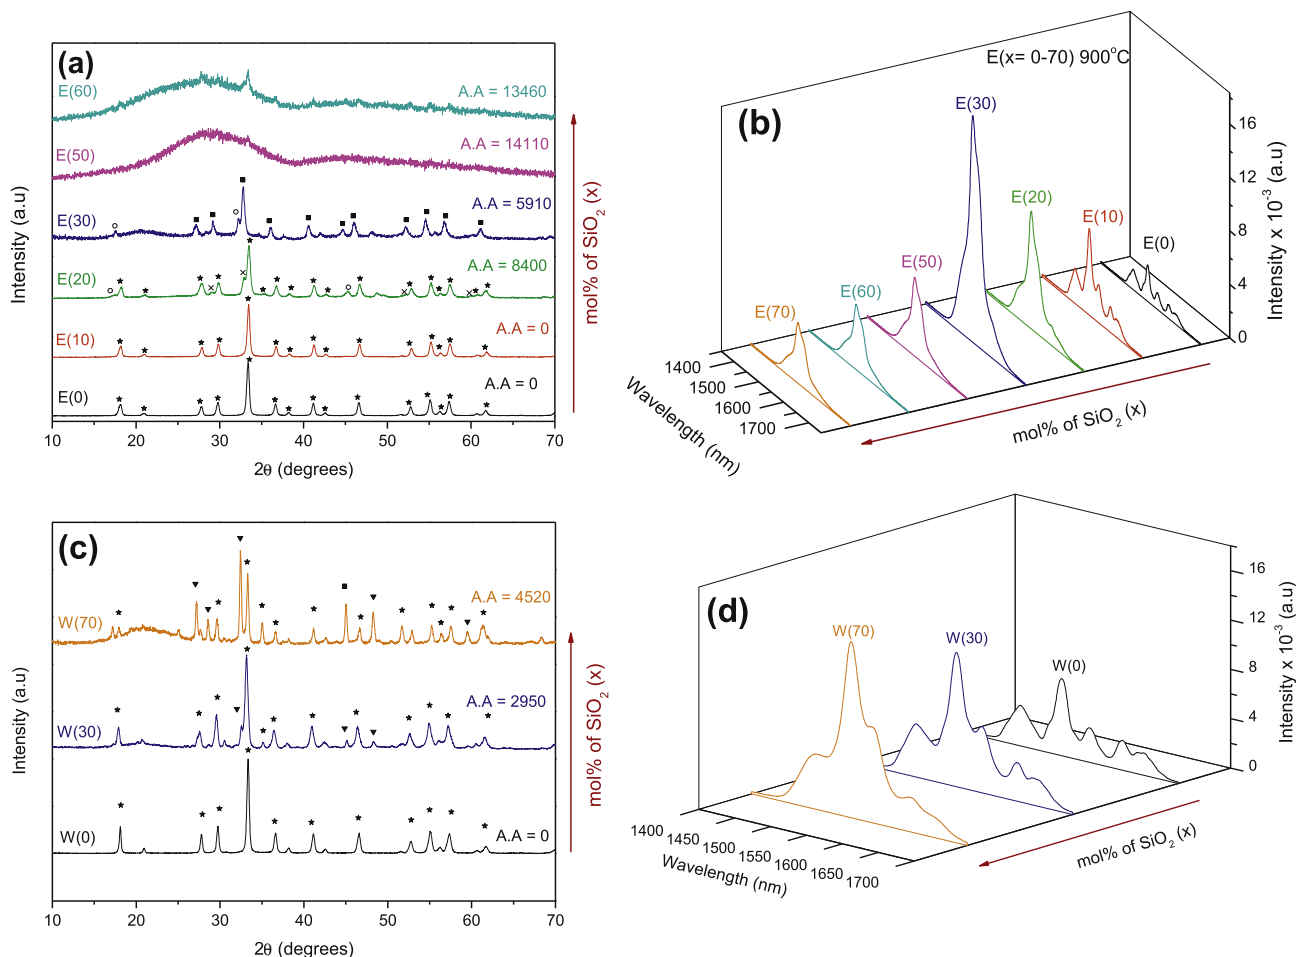 (a)
E(60)
A.A = 13460
E(50)
A.A = 14110
E(30)
A.A = 5910
E(20)
A.A = 8400
E(10)
A.A = 0
E(0)
A.A = 0
Intensity (a.u)
mol% of SiO₂ (x)
10 20 30 40 50 60 70
2θ (degrees)
(b)
E(x= 0-70) 900°C
E(30)
E(20)
E(10)
E(0)
E(50)
E(60)
E(70)
16
12
8
4
0
Intensity x 10⁻³ (a.u)
1400
1500
1600
1700
Wavelength (nm)
mol% of SiO₂ (x)
(c)
W(70)
A.A = 4520
W(30)
A.A = 2950
W(0)
A.A = 0
Intensity (a.u)
mol% of SiO₂ (x)
10 20 30 40 50 60 70
2θ (degrees)
(d)
W(70)
W(30)
W(0)
16
12
8
4
0
Intensity x 10⁻³ (a.u)
1400
1450
1500
1550
1600
1650
1700
Wavelength (nm)
mol% of SiO₂ (x)